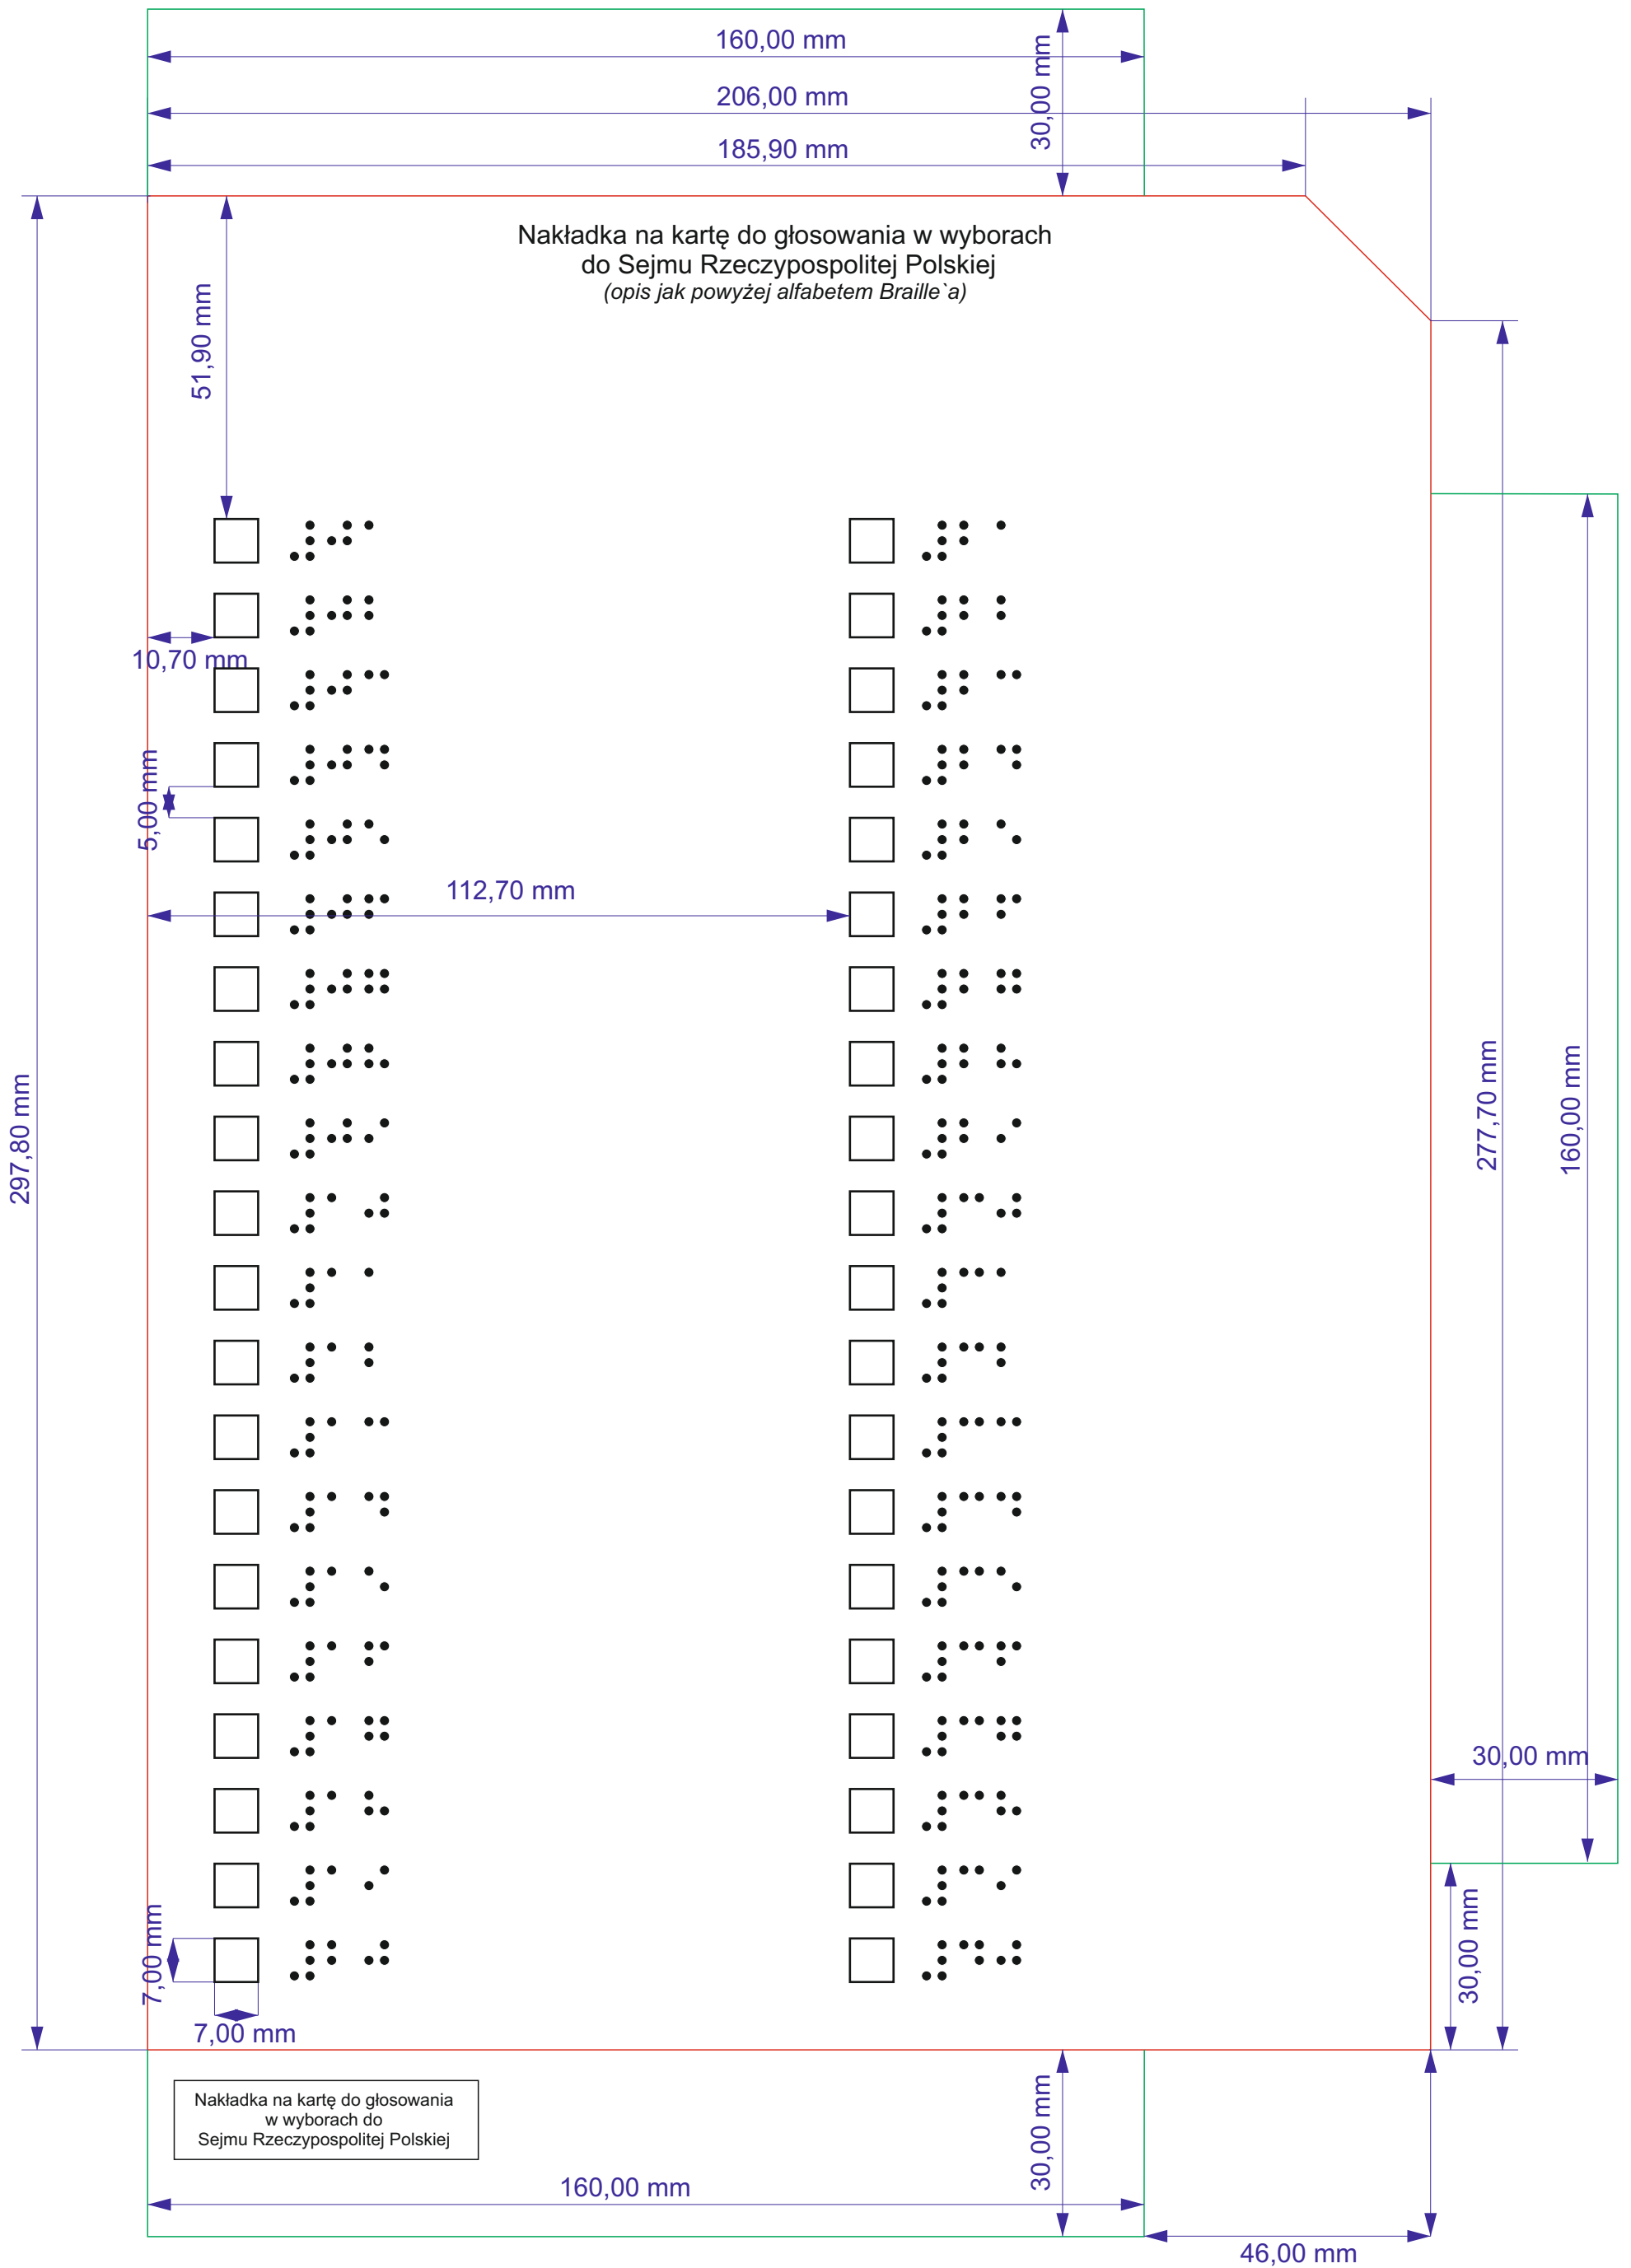 160,00 mm
206,00 mm
185,90 mm
30,00 mm
Nakładka na kartę do głosowania w wyborach
do Sejmu Rzeczypospolitej Polskiej
(opis jak powyżej alfabetem Braille`a)
51,90 mm
⠼⠚⠁
⠼⠚⠃
10,70 mm
⠼⠚⠉
⠼⠚⠙
5,00 mm
⠼⠚⠑
⠼⠚⠋
112,70 mm
⠼⠚⠛
⠼⠚⠓
⠼⠚⠊
⠼⠁⠚
⠼⠁⠁
⠼⠁⠃
⠼⠁⠉
⠼⠁⠙
⠼⠁⠑
⠼⠁⠋
⠼⠁⠛
⠼⠁⠓
⠼⠁⠊
⠼⠃⠚
7,00 mm
7,00 mm
297,80 mm
⠼⠃⠁
⠼⠃⠃
⠼⠃⠉
⠼⠃⠙
⠼⠃⠑
⠼⠃⠋
⠼⠃⠛
⠼⠃⠓
⠼⠃⠊
⠼⠉⠚
⠼⠉⠁
⠼⠉⠃
⠼⠉⠉
⠼⠉⠙
⠼⠉⠑
⠼⠉⠋
⠼⠉⠛
⠼⠉⠓
⠼⠉⠊
⠼⠙⠚
277,70 mm
160,00 mm
30,00 mm
30,00 mm
Nakładka na kartę do głosowania
w wyborach do
Sejmu Rzeczypospolitej Polskiej
30,00 mm
160,00 mm
46,00 mm